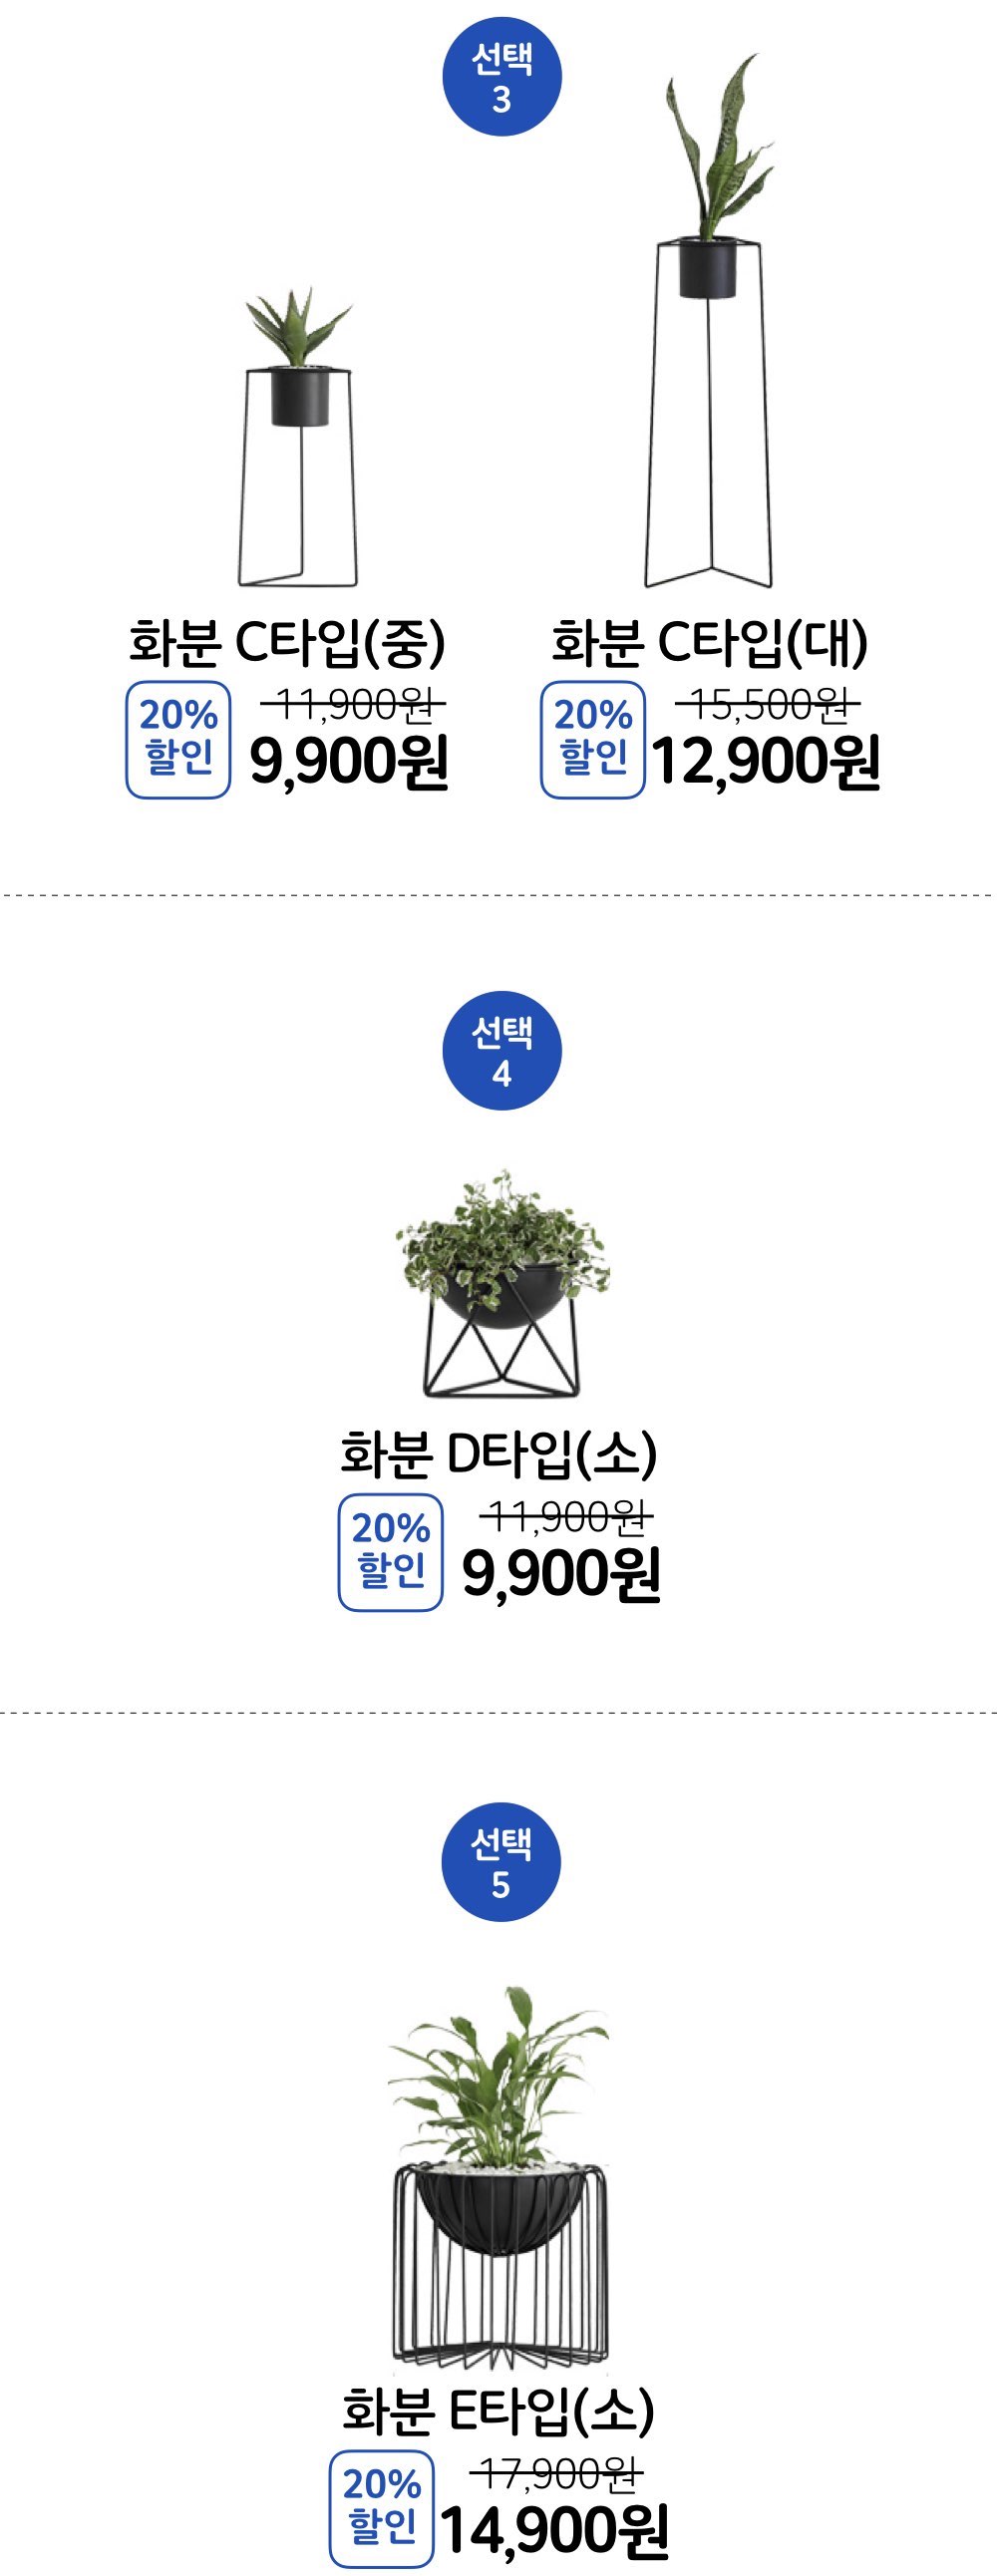 선택
3
화분 C타입(중)
20%
할인
11,900원
9,900원
화분 C타입(대)
20%
할인
15,500원
12,900원
선택
4
화분 D타입(소)
20%
할인
11,900원
9,900원
선택
5
화분 E타입(소)
20%
할인
17,900원
14,900원